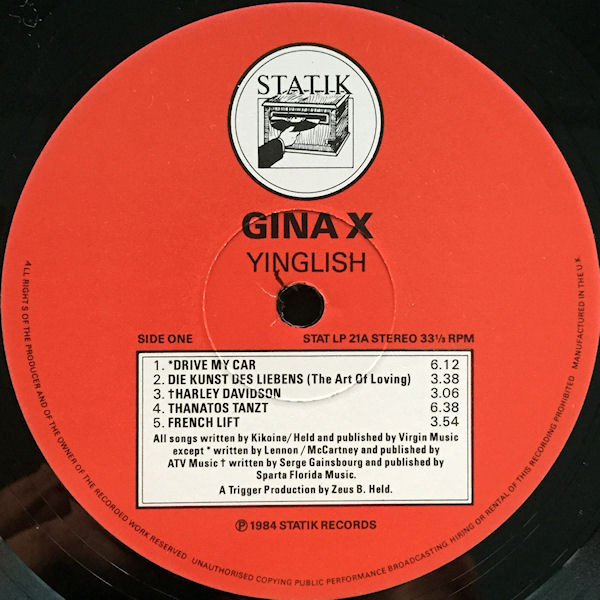 STATIK
GINA X
YINGLISH
SIDE ONE
STAT LP 21A STEREO 33⅓ RPM
1. *DRIVE MY CAR 6.12
2. DIE KUNST DES LIEBENS (The Art Of Loving) 3.38
3. †HARLEY DAVIDSON 3.06
4. THANATOS TANZT 6.38
5. FRENCH LIFT 3.54
All songs written by Kikoine/Held and published by Virgin Music
except * written by Lennon / McCartney and published by
ATV Music † written by Serge Gainsbourg and published by
Sparta Florida Music.
A Trigger Production by Zeus B. Held.
Ⓟ 1984 STATIK RECORDS
ALL RIGHTS OF THE PRODUCER AND OF THE OWNER OF THE RECORDED WORK RESERVED UNAUTHORISED COPYING PUBLIC PERFORMANCE BROADCASTING, HIRING OR RENTAL OF THIS RECORDING PROHIBITED MANUFACTURED IN THE U.K.